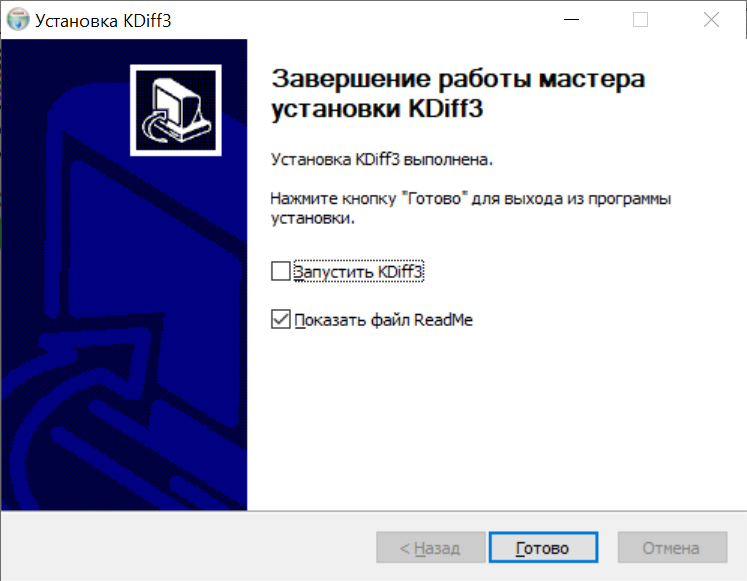 Установка KDiff3
Завершение работы мастера
установки KDiff3
Установка KDiff3 выполнена.
Нажмите кнопку "Готово" для выхода из программы
установки.
Запустить KDiff3
Показать файл ReadMe
< Назад
Готово
Отмена